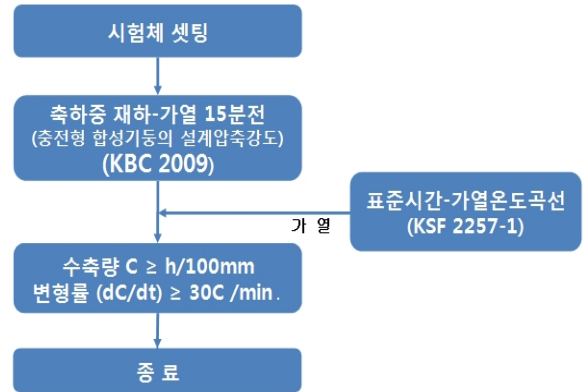 시험체 셋팅
축하중 재하-가열 15분전
(충전형 합성기둥의 설계압축강도)
(KBC 2009)
표준시간-가열온도곡선
(KSF 2257-1)
가 열
수축량 C ≥ h/100mm
변형률 (dC/dt) ≥ 30C /min.
종 료